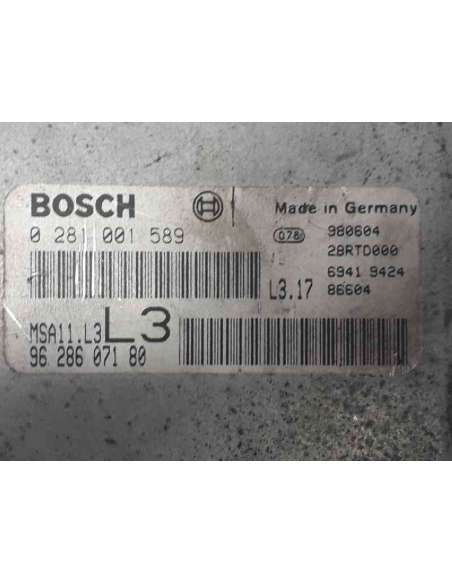 BOSCH
Made in Germany
0 281 001 589
078
980604
28RTD000
6941 9424
L3.17
86604
MSA11.L3
L3
96 286 071 80